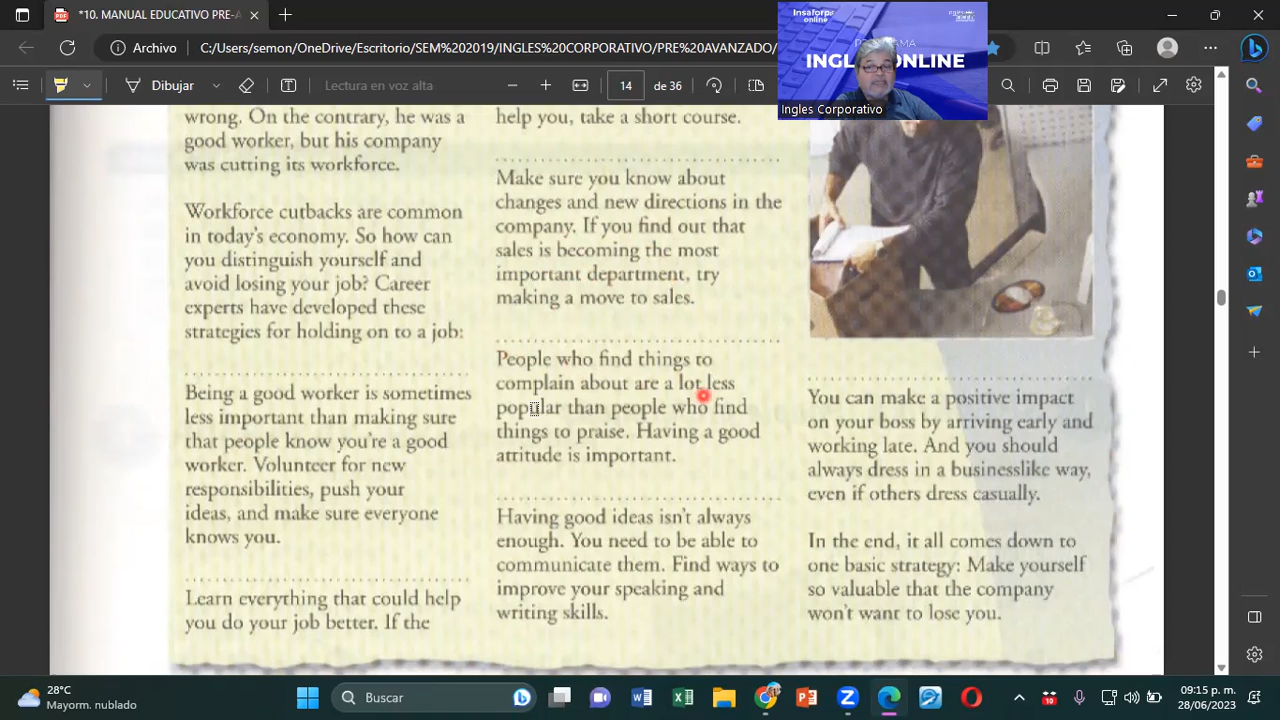 10. MANUAL EDUCATIVO PRE-A
Archivo
C:/Users/semor/OneDrive/Escritorio/SEM%202019/INGLES%20CORPORATIVO/PRE%20AVANZADO/
Dibujar
Lectura en voz alta
14
de 36
Insaforp
online
INGLES ONLINE
Ingles Corporativo
wrong. On the contrary, he was a
good worker, but his company
was cutting its workforce.
Workforce cutbacks are common
in today's economy. So how can
you distinguish yourself and
avoid losing your job? Career
experts have developed these
strategies for holding on to a job:
Being a good worker is sometimes
less important than making sure
that people know you're a good
worker. Volunteer for new
responsibilities, push your
ideas, and make sure everyone
knows you.
Learn everything that could help
you do your job better. If the
help you, take a short course.
Make sure you know about
changes and new directions in the
company. If you find out that
sales is becoming the most
important department, try
making a move to sales.
People who find things to
complain about are a lot less
popular than people who find
things to praise. Having a good
attitude is important.
Having good ideas isn't always
enough. You need to be able to
communicate them. Find ways to
improve your speaking and
writing skills.
You can make a positive impact
on your boss by arriving early and
working late. And you should
always dress in a businesslike way,
even if others dress casually.
In the end, it all comes down to
one basic strategy: Make yourself
so valuable that the company
won't want to lose you.
28°C
Mayorm. nublado
Buscar
09:15 p. m.
28/06/2023